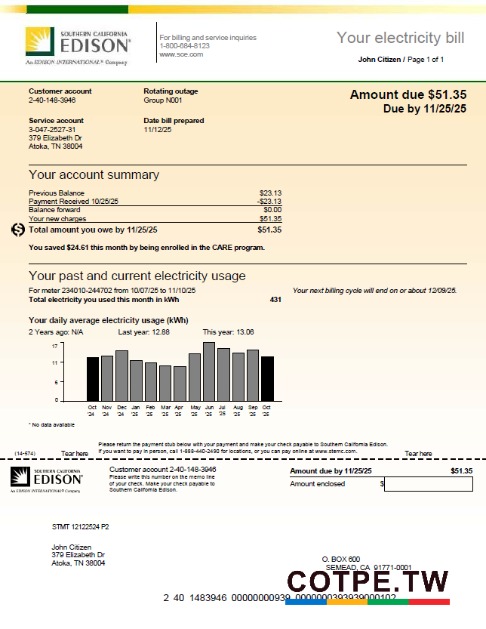 SOUTHERN CALIFORNIA
EDISON
An EDISON INTERNATIONAL® Company
For billing and service inquiries
1-800-684-8123
www.sce.com
Your electricity bill
John Citizen / Page 1 of 1
Customer account
2-40-148-3946
Rotating outage
Group N001
Amount due $51.35
Due by 11/25/25
Service account
3-047-2527-31
379 Elizabeth Dr
Atoka, TN 38004
Date bill prepared
11/12/25
Your account summary
Previous Balance $23.13
Payment Received 10/25/25 -$23.13
Balance forward $0.00
Your new charges $51.35
$ Total amount you owe by 11/25/25 $51.35
You saved $24.61 this month by being enrolled in the CARE program.
Your past and current electricity usage
For meter 234010-244702 from 10/07/25 to 11/10/25
Your next billing cycle will end on or about 12/09/25.
Total electricity you used this month in kWh 431
Your daily average electricity usage (kWh)
2 Years ago: N/A Last year: 12.88 This year: 13.06
17
11
6
0
Oct Nov Dec Jan Feb Mar Apr May Jun Jul Aug Sep Oct
'24 '25 '25 '25 '25 '25 '25 '25 '25 '25 '25
* No data available
Please return the payment stub below with your payment and make your check payable to Southern California Edison.
If you want to pay in person, call 1-888-440-2490 for locations, or you can pay online at
(14-574) Tear here Tear here
SOUTHERN CALIFORNIA
EDISON
An EDISON INTERNATIONAL® Company
Customer account 2-40-148-3946
Please write this number on the memo line
of your check. Make your check payable to
Southern California Edison.
Amount due by 11/25/25 $51.35
Amount enclosed $
STMT 12122524 P2
John Citizen
379 Elizabeth Dr
Atoka, TN 38004
O. BOX 600
SEMEAD, CA 91771-0001
COTPE.TW
2 40 1483946 00000000939 0000000393939000102